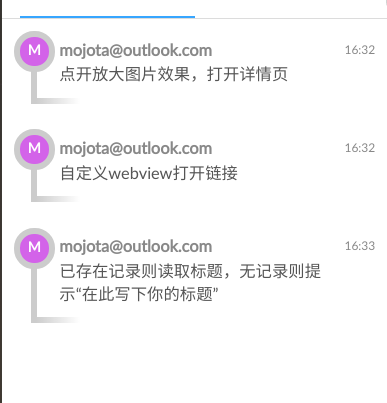 M
mojota@outlook.com 16:32
点开放大图片效果，打开详情页
M
mojota@outlook.com 16:32
自定义webview打开链接
M
mojota@outlook.com 16:33
已存在记录则读取标题，无记录则提
示“在此写下你的标题”